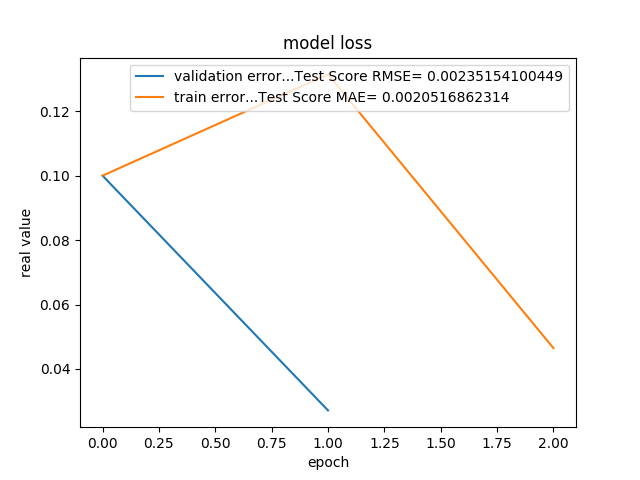 model loss
validation error...Test Score RMSE= 0.00235154100449
train error...Test Score MAE= 0.0020516862314
0.12
0.10
0.08
0.06
0.04
real value
0.00 0.25 0.50 0.75 1.00 1.25 1.50 1.75 2.00
epoch